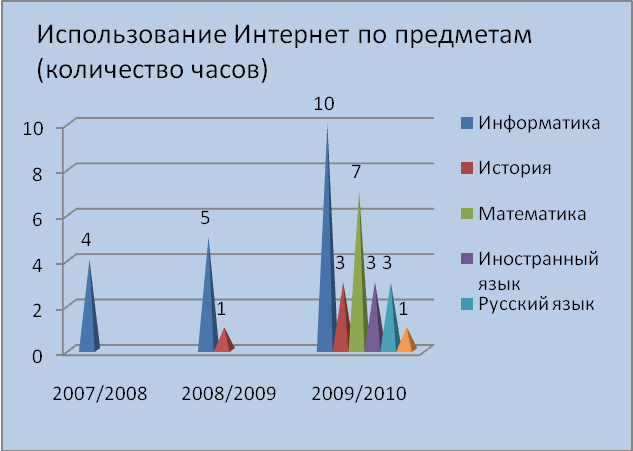 Использование Интернет по предметам
(количество часов)
10
8
6
4
2
0
4
5
1
10
3
7
3
3
1
2007/2008
2008/2009
2009/2010
Информатика
История
Математика
Иностранный
язык
Русский язык